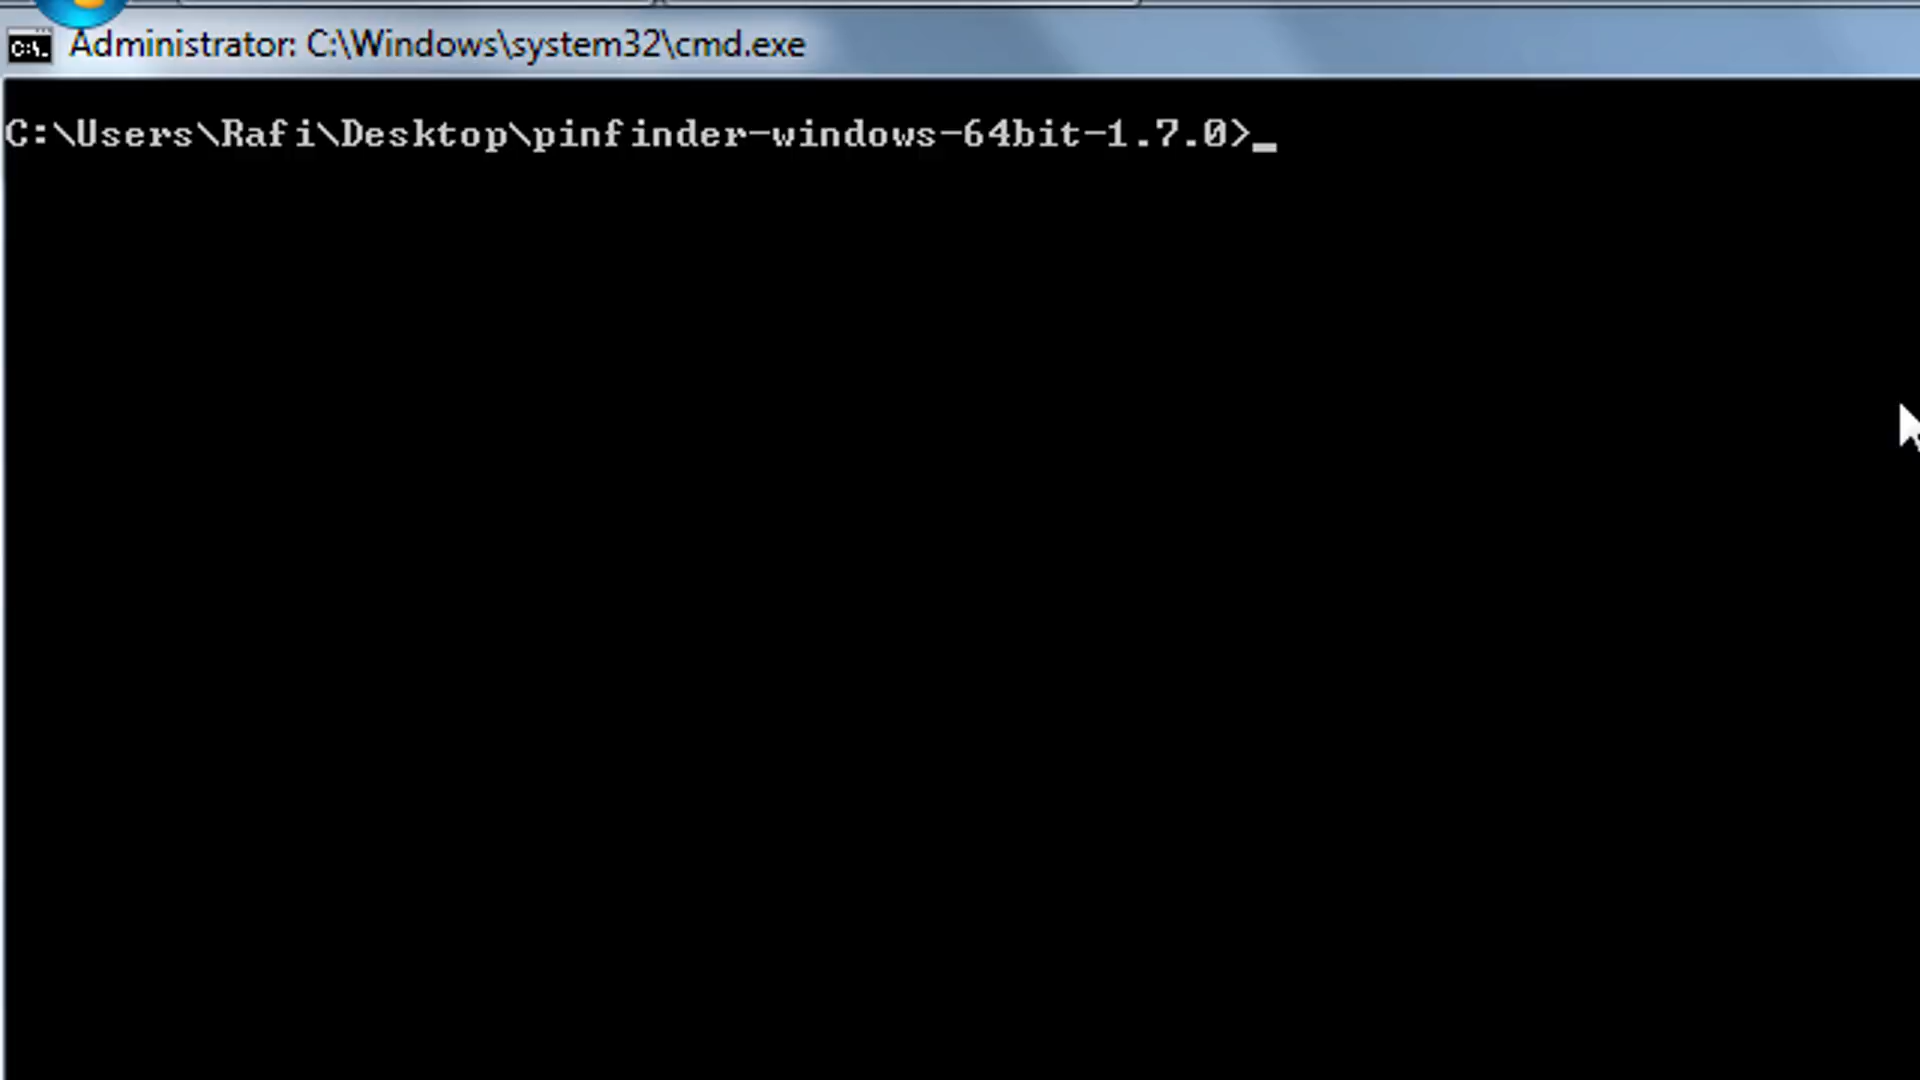 C:\.
Administrator: C:\Windows\system32\cmd.exe
C:\Users\Rafi\Desktop\pinfinder-windows-64bit-1.7.0>_